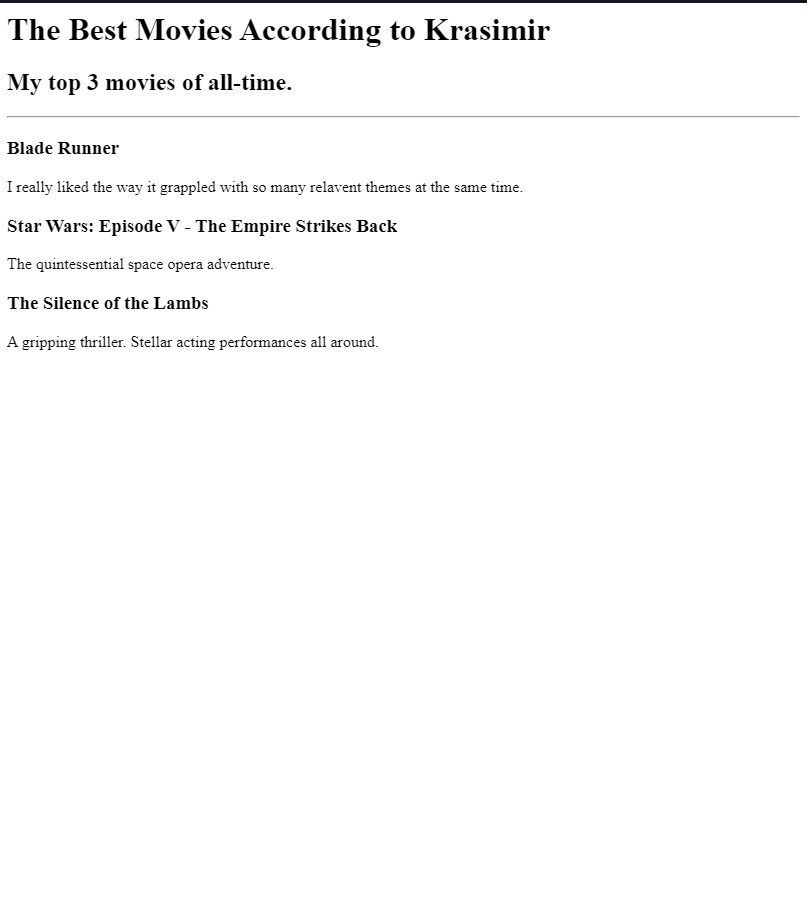 The Best Movies According to Krasimir
My top 3 movies of all-time.
Blade Runner
I really liked the way it grappled with so many relavent themes at the same time.
Star Wars: Episode V - The Empire Strikes Back
The quintessential space opera adventure.
The Silence of the Lambs
A gripping thriller. Stellar acting performances all around.